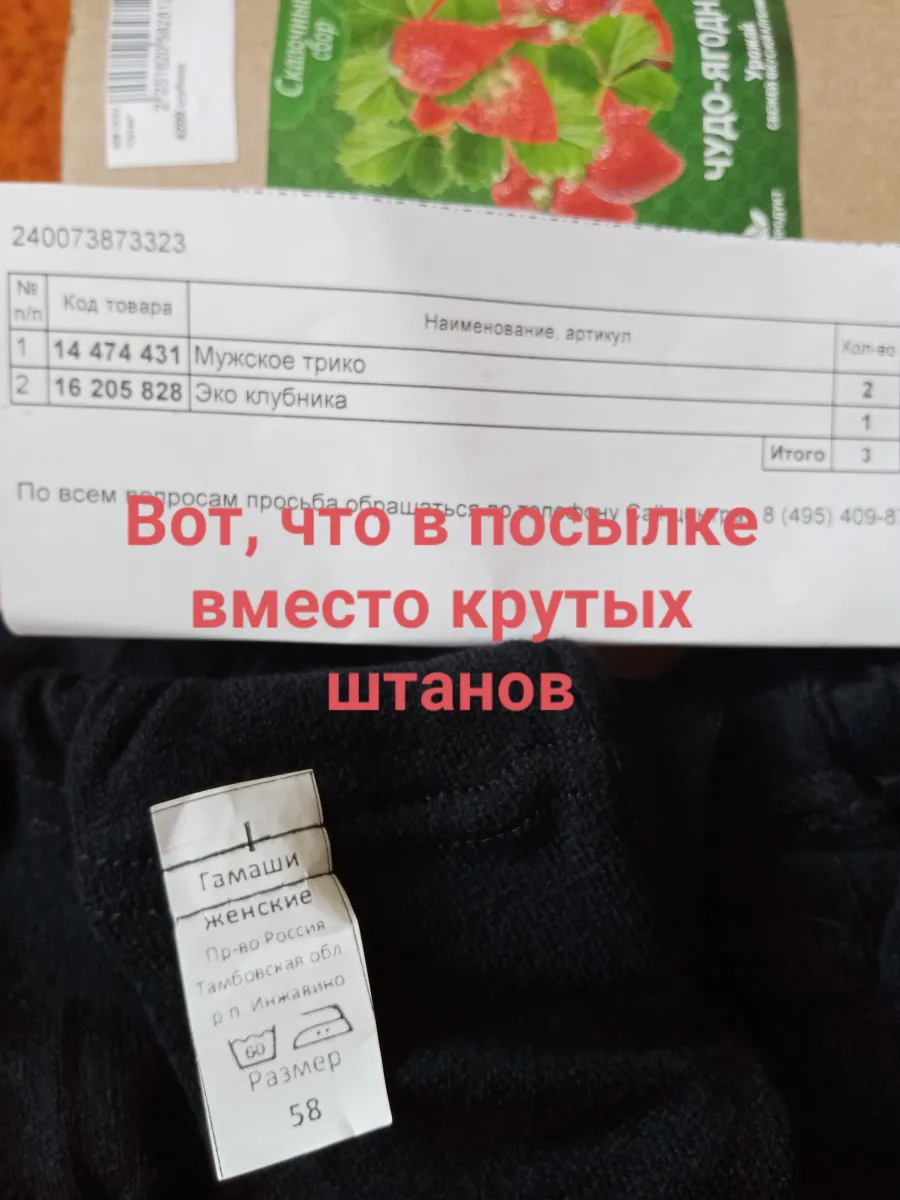 Сказочный
сбор
ЧУДО-ЯГОДН
Урожай
240073873323
№ п/п Код товара Наименование, артикул Кол-во
1 14 474 431 Мужское трико 2
2 16 205 828 Эко клубника 1
Итого 3
По всем вопросам просьба обращаться по телефону 8 (495) 409-8
Вот, что в посылке
вместо крутых
штанов
Гамаши
женские
Пр-во Россия
Тамбовская обл
р п Инжавино
60
Размер
58